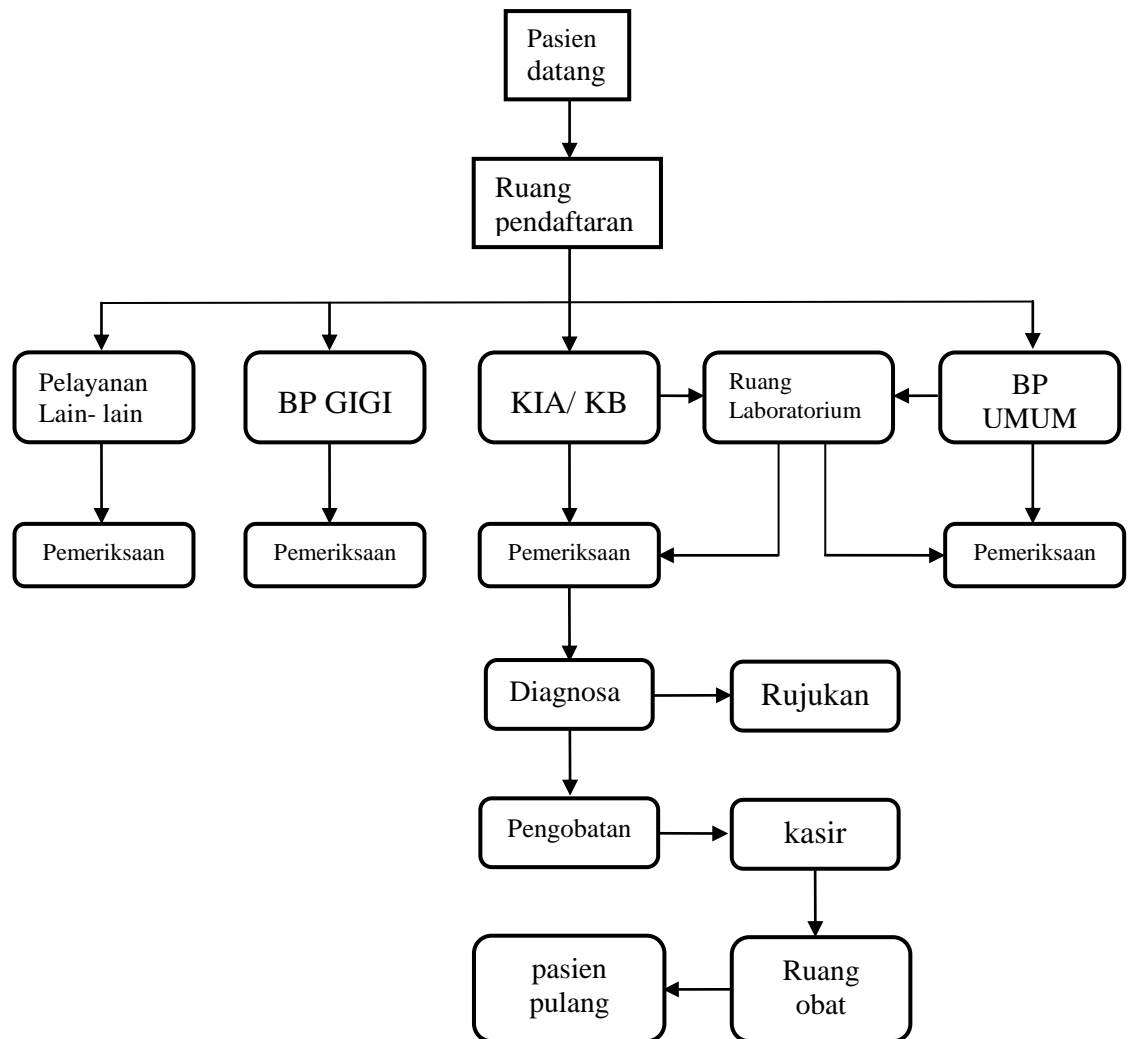 Pasien
datang
Ruang
pendaftaran
Pelayanan
Lain- lain
BP GIGI
KIA/ KB
Ruang
Laboratorium
BP
UMUM
Pemeriksaan
Pemeriksaan
Pemeriksaan
Pemeriksaan
Diagnosa
Rujukan
Pengobatan
kasir
pasien
pulang
Ruang
obat